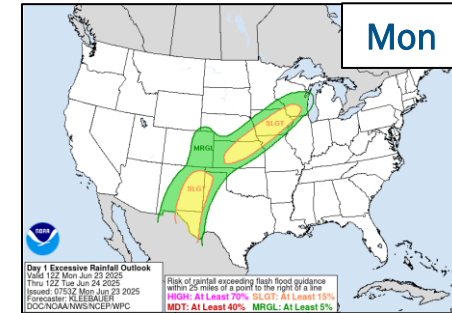 Mon
SLGT
MRGL
SLGT
NOAA
Day 1 Excessive Rainfall Outlook
Valid 12Z Mon Jun 23 2025
Thru 12Z Tue Jun 24 2025
Issued: 0753Z Mon Jun 23 2025
Forecaster: KLEEBAUER
DOC/NOAA/NWS/NCEP/WPC
Risk of rainfall exceeding flash flood guidance
within 25 miles of a point to the right of a line
HIGH: At Least 70% SLGT: At Least 15%
MDT: At Least 40% MRGL: At Least 5%